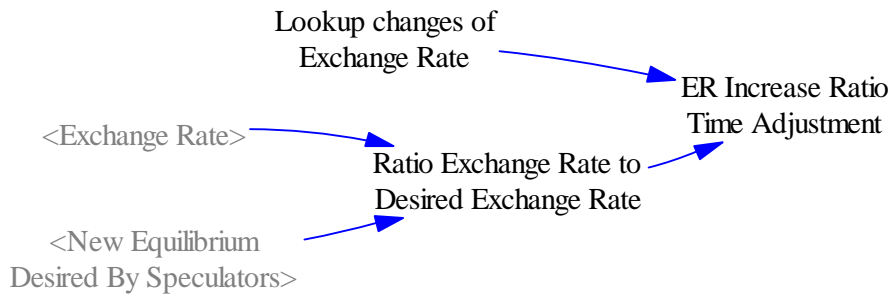 Lookup changes of
Exchange Rate
ER Increase Ratio
Time Adjustment
<Exchange Rate>
Ratio Exchange Rate to
Desired Exchange Rate
<New Equilibrium
Desired By Speculators>